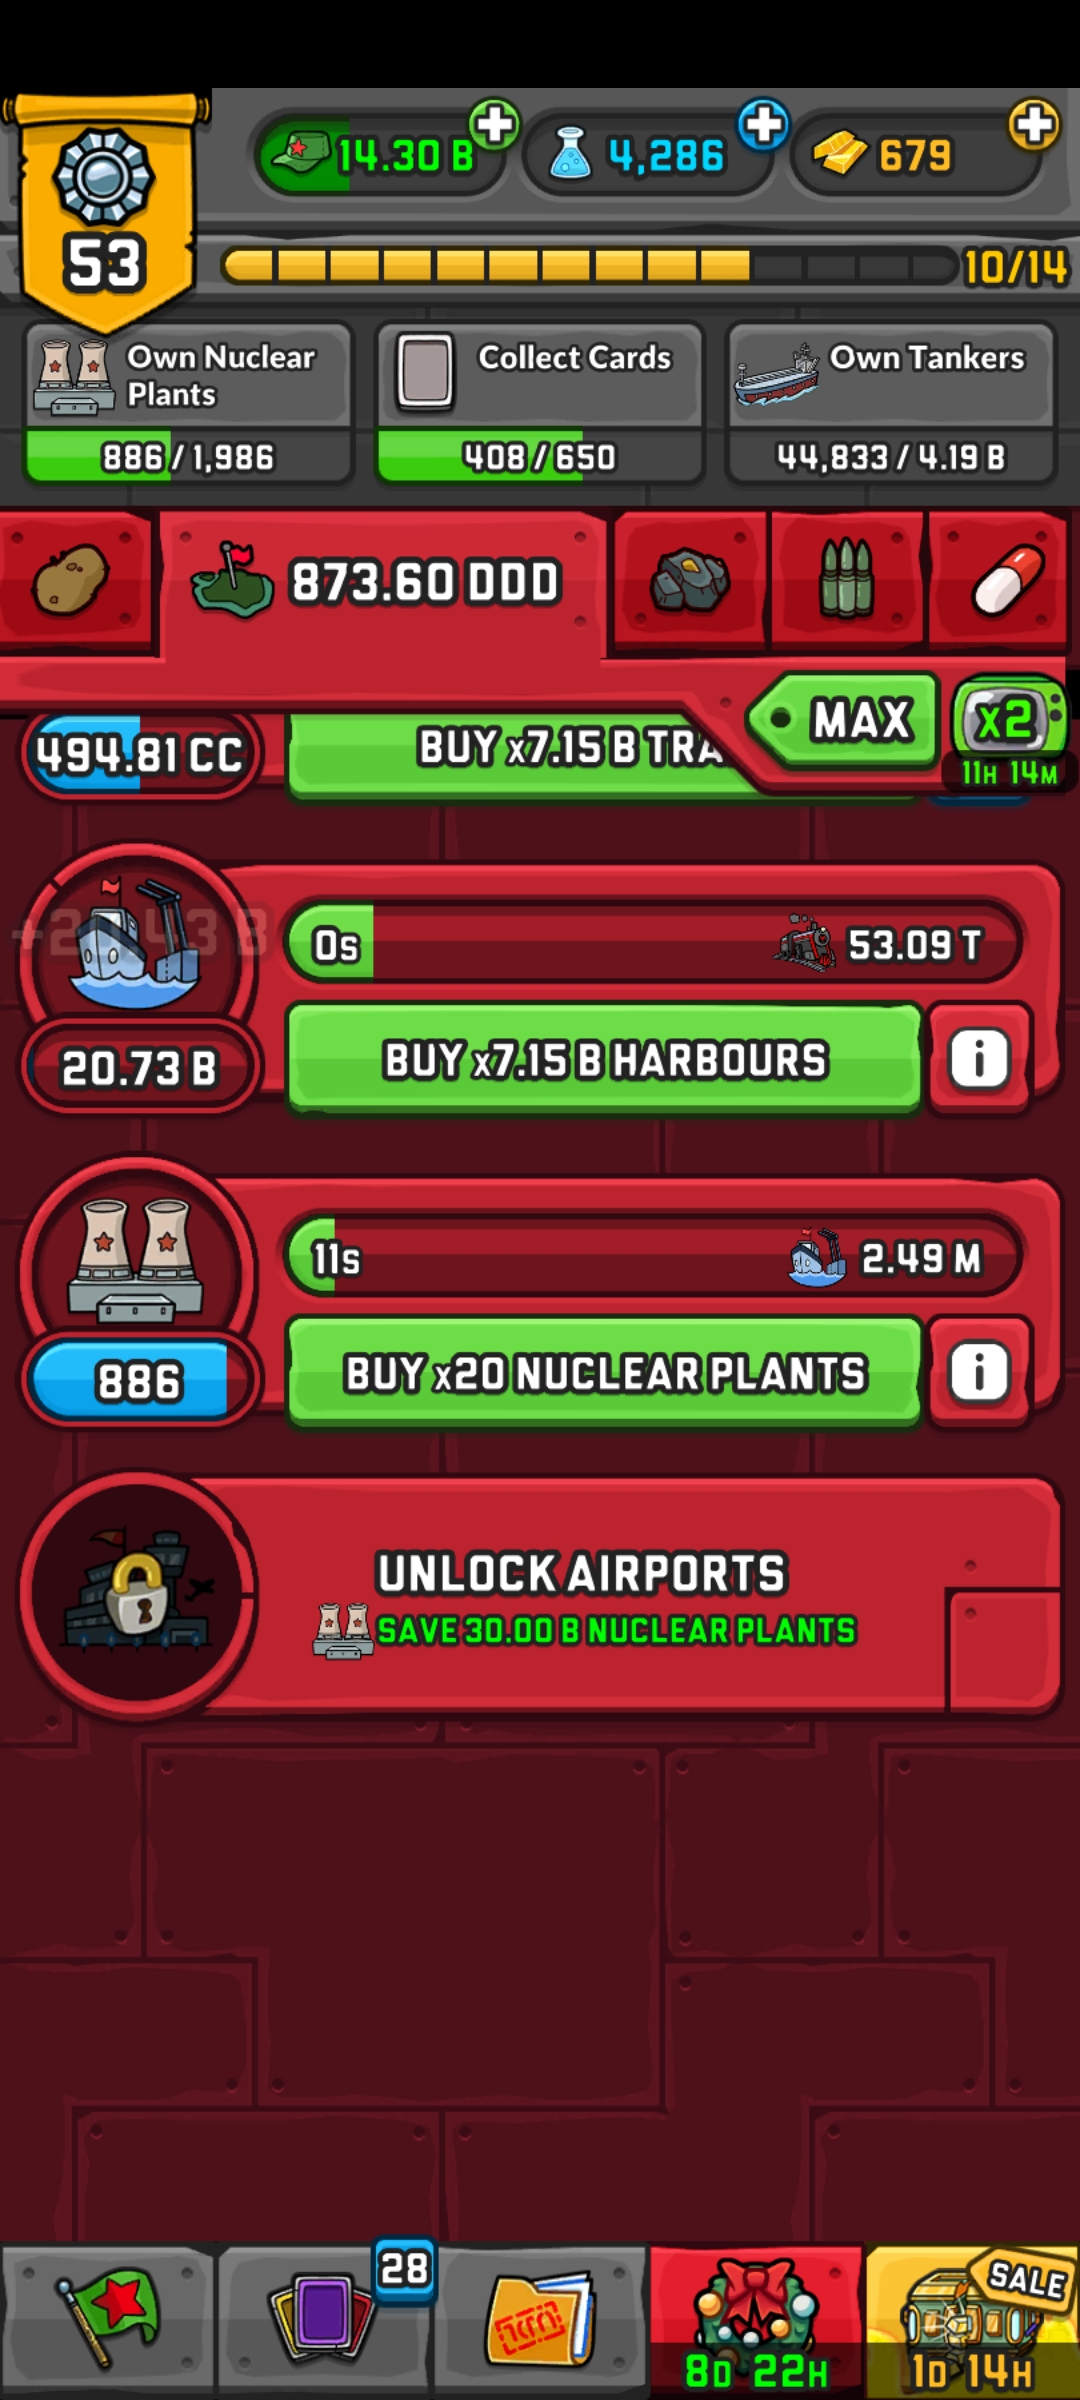 14.30 B
4,286
679
53
10/14
Own Nuclear
Plants
Collect Cards
Own Tankers
886/1,986
408/650
44,833/4.19 B
873.60 DDD
MAX
x2
11H 14M
494.81 CC
BUY x7.15 B TRA
0s
53.09 T
20.73 B
BUY x7.15 B HARBOURS
i
11s
2.49 M
886
BUY x20 NUCLEAR PLANTS
i
UNLOCK AIRPORTS
SAVE 30.00 B NUCLEAR PLANTS
28
SALE
8D 22H
1D 14H